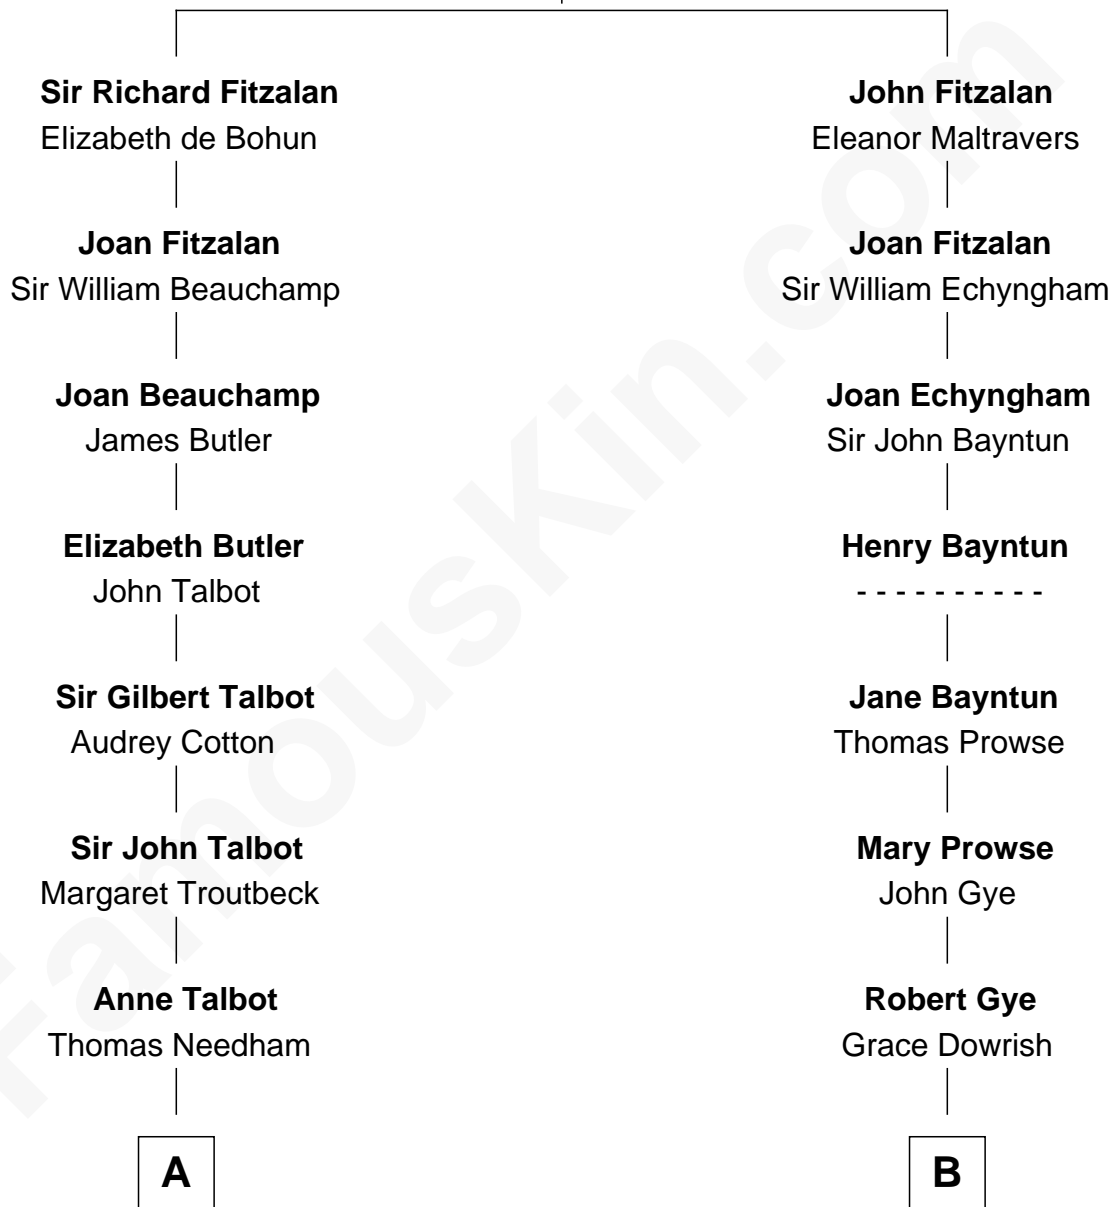 Sir Richard Fitzalan
Elizabeth de Bohun
John Fitzalan
Eleanor Maltravers
Joan Fitzalan
Sir William Beauchamp
Joan Fitzalan
Sir William Echyngham
Joan Beauchamp
James Butler
Joan Echyngham
Sir John Bayntun
Elizabeth Butler
John Talbot
Henry Bayntun
- - - - - - - - - -
Sir Gilbert Talbot
Audrey Cotton
Jane Bayntun
Thomas Prowse
Sir John Talbot
Margaret Troutbeck
Mary Prowse
John Gye
Anne Talbot
Thomas Needham
Robert Gye
Grace Dowrish
A
B
FamousKin.com